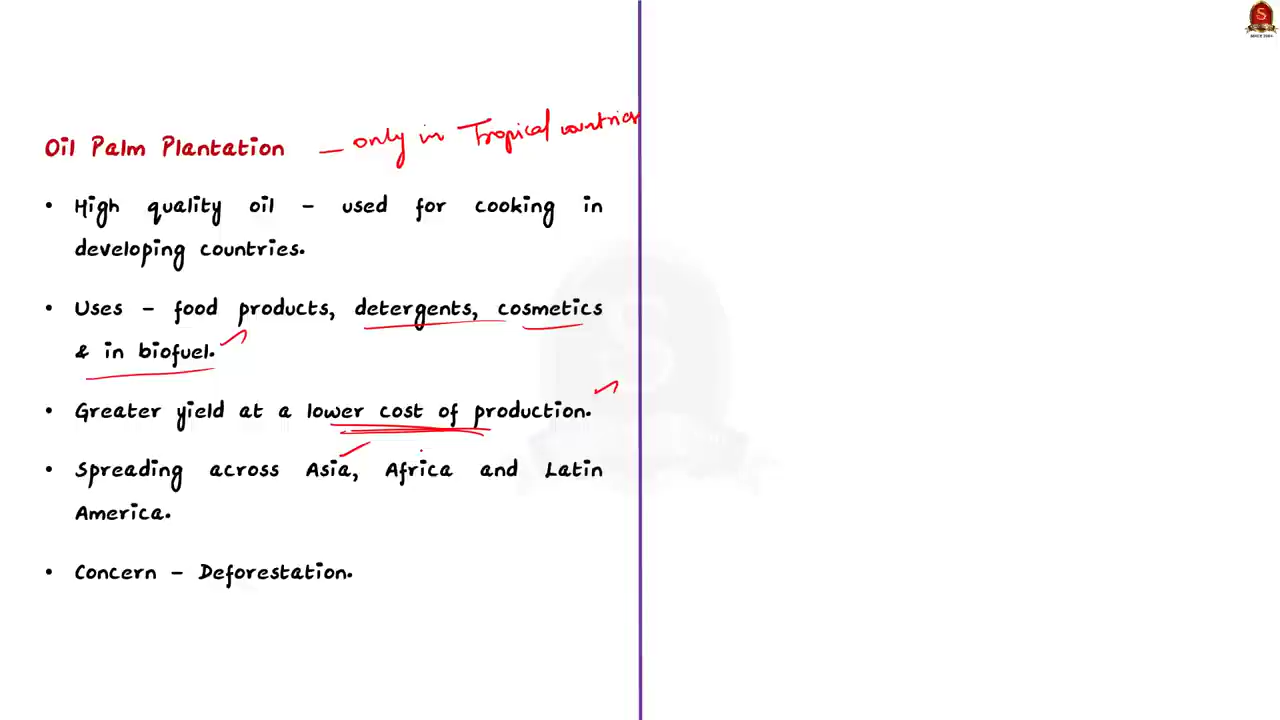 Oil Palm Plantation – only in Tropical countries
• High quality oil – used for cooking in
developing countries.
• Uses – food products, detergents, cosmetics
& in biofuel.
• Greater yield at a lower cost of production.
• Spreading across Asia, Africa and Latin
America.
• Concern – Deforestation.
S